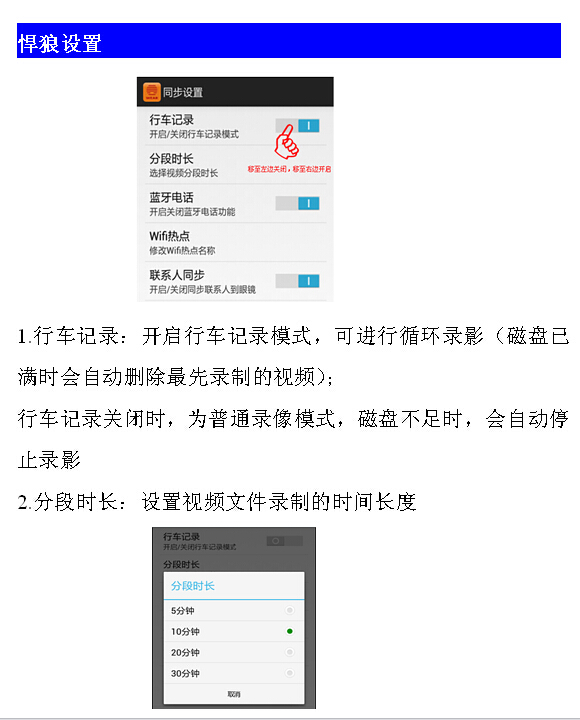 悍狼设置
同步设置
行车记录
开启/关闭行车记录模式
移至左边关闭，移至右边开启
分段时长
选择视频分段时长
蓝牙电话
开启关闭蓝牙电话功能
Wifi热点
修改Wifi热点名称
联系人同步
开启/关闭同步联系人到眼镜
1.行车记录：开启行车记录模式，可进行循环录影（磁盘已
满时会自动删除最先录制的视频）；
行车记录关闭时，为普通录像模式，磁盘不足时，会自动停
止录影
2.分段时长：设置视频文件录制的时间长度
行车记录
开启/关闭行车记录模式
分段时长
分段时长
5分钟
10分钟
20分钟
30分钟
取消